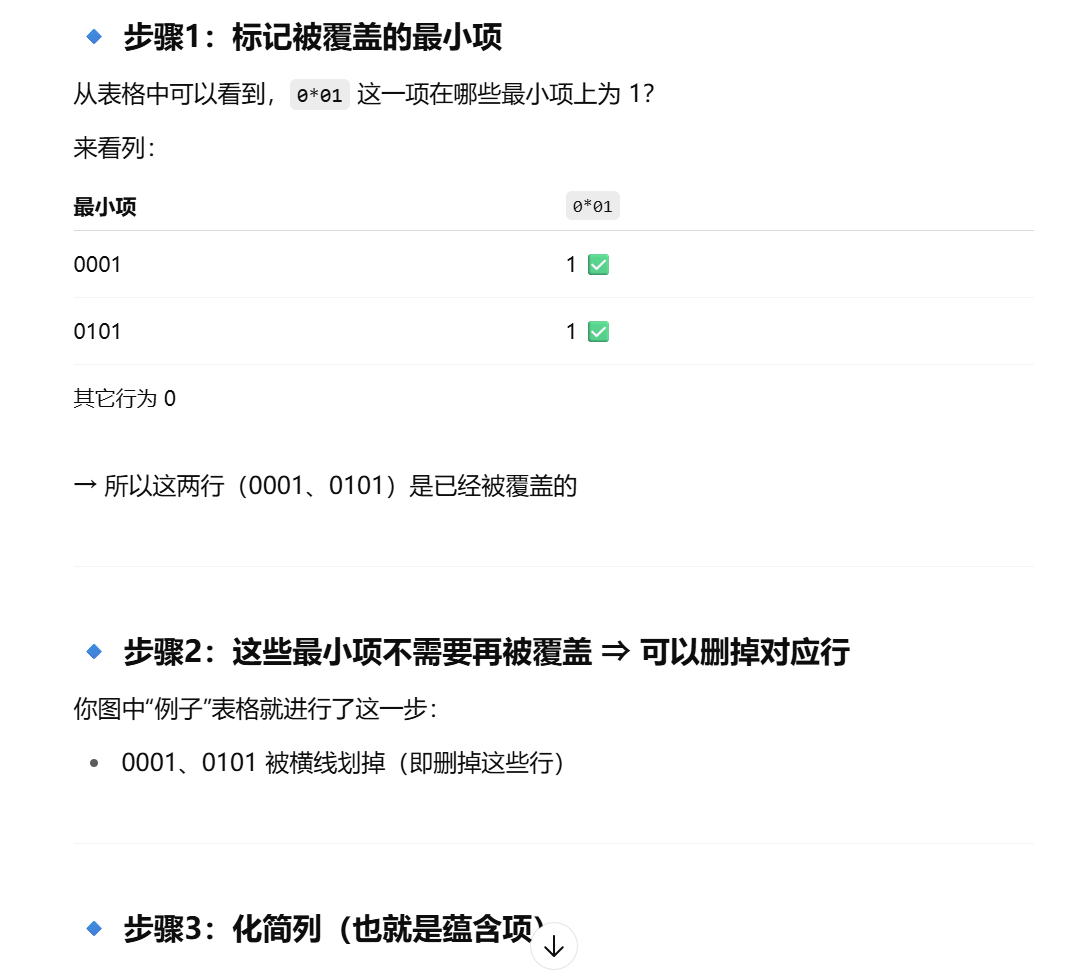 步骤1：标记被覆盖的最小项
从表格中可以看到， 0*01 这一项在哪些最小项上为 1？
来看列：
最小项 0*01
0001 1 ✅
0101 1 ✅
其它行为 0
→ 所以这两行（0001、0101）是已经被覆盖的
步骤2：这些最小项不需要再被覆盖 ⇒ 可以删掉对应行
你图中“例子”表格就进行了这一步：
• 0001、0101 被横线划掉（即删掉这些行）
步骤3：化简列（也就是蕴含项）